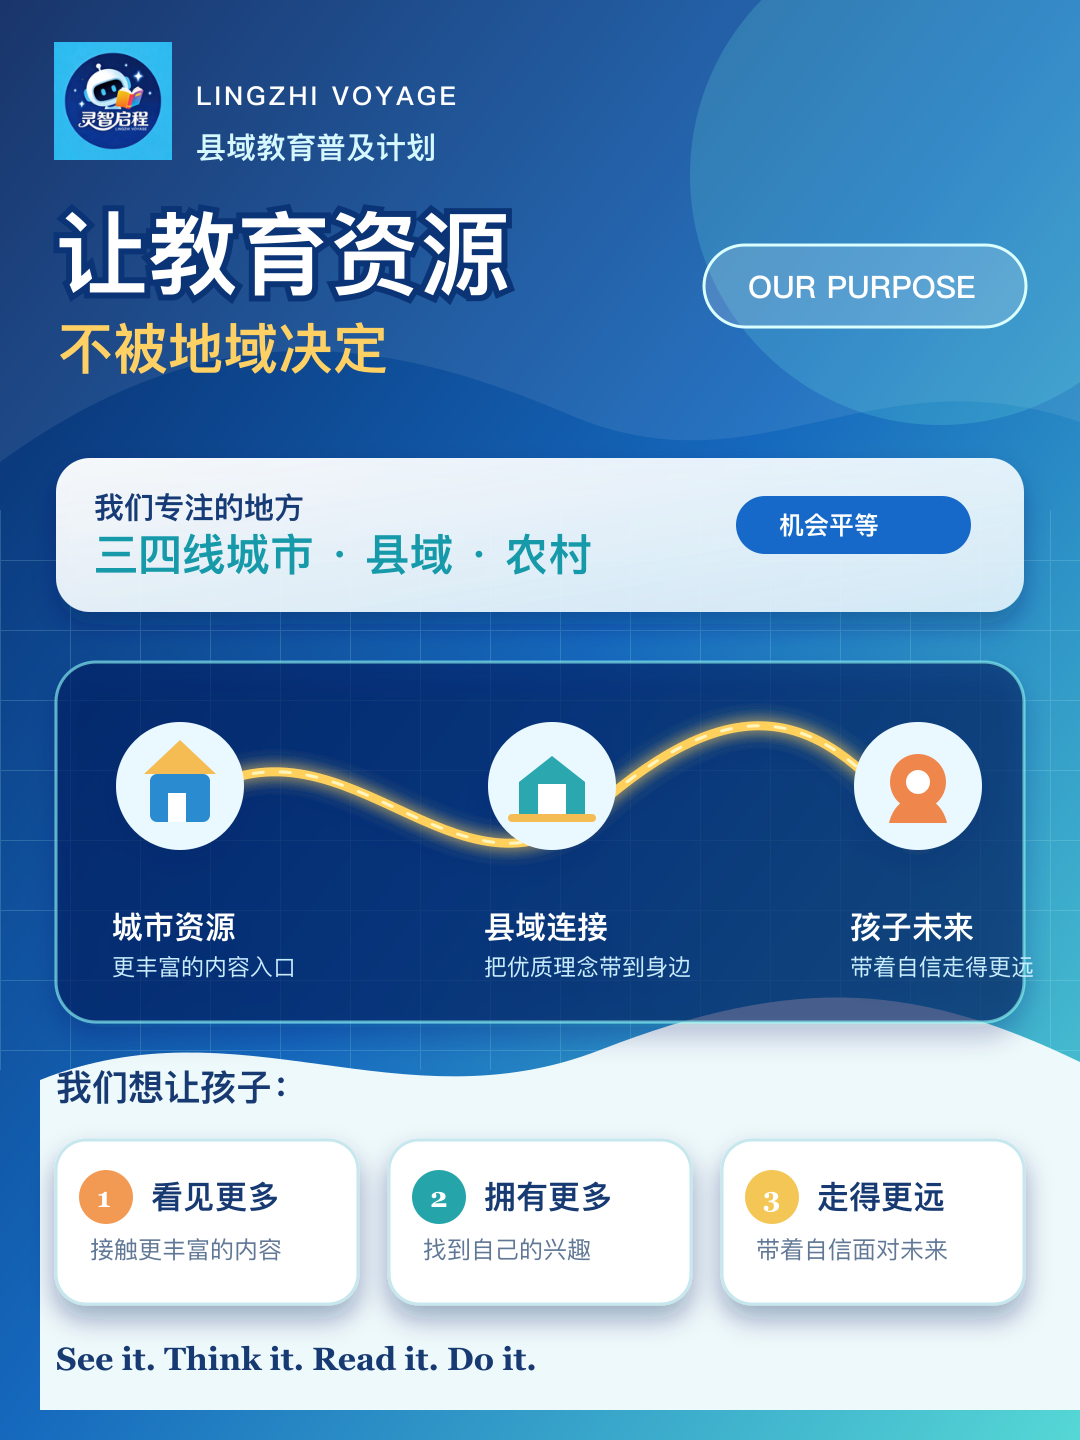 灵智启程
LINGZHI VOYAGE
LINGZHI VOYAGE
县域教育普及计划
让教育资源
不被地域决定
OUR PURPOSE
我们专注的地方
三四线城市 · 县域 · 农村
机会平等
城市资源
更丰富的内容入口
县域连接
把优质理念带到身边
孩子未来
带着自信走得更远
我们想让孩子：
1 看见更多
接触更丰富的内容
2 拥有更多
找到自己的兴趣
3 走得更远
带着自信面对未来
See it. Think it. Read it. Do it.